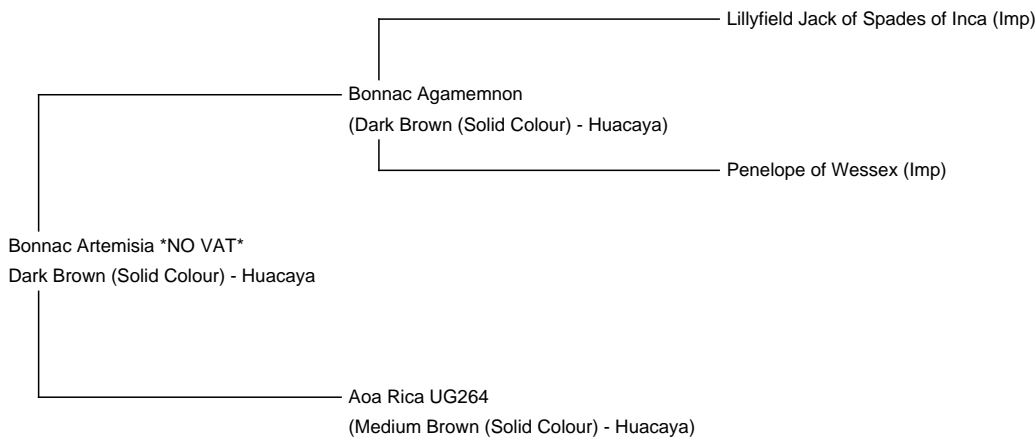 Lillyfield Jack of Spades of Inca (Imp)
Bonnac Agamemnon
(Dark Brown (Solid Colour) - Huacaya)
Penelope of Wessex (Imp)
Bonnac Artemisia *NO VAT*
Dark Brown (Solid Colour) - Huacaya
Aoa Rica UG264
(Medium Brown (Solid Colour) - Huacaya)